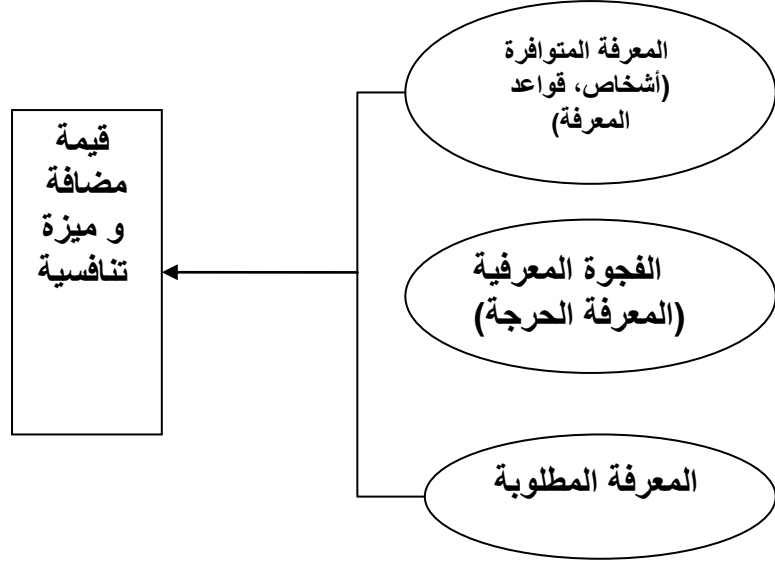 المعرفة المتوافرة
(أشخاص، قواعد
المعرفة)
قيمة
مضافة
و ميزة
تنافسية
الفجوة المعرفية
(المعرفة الحرجة)
المعرفة المطلوبة